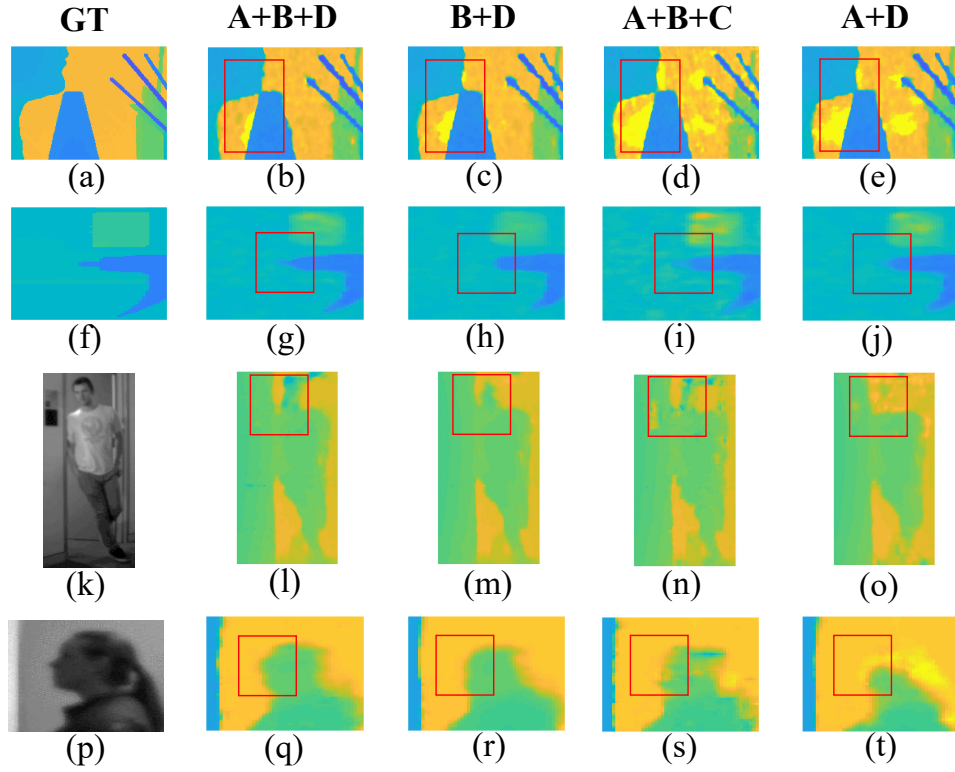 GT A+B+D B+D A+B+C A+D
(a) (b) (c) (d) (e)
(f) (g) (h) (i) (j)
(k) (l) (m) (n) (o)
(p) (q) (r) (s) (t)